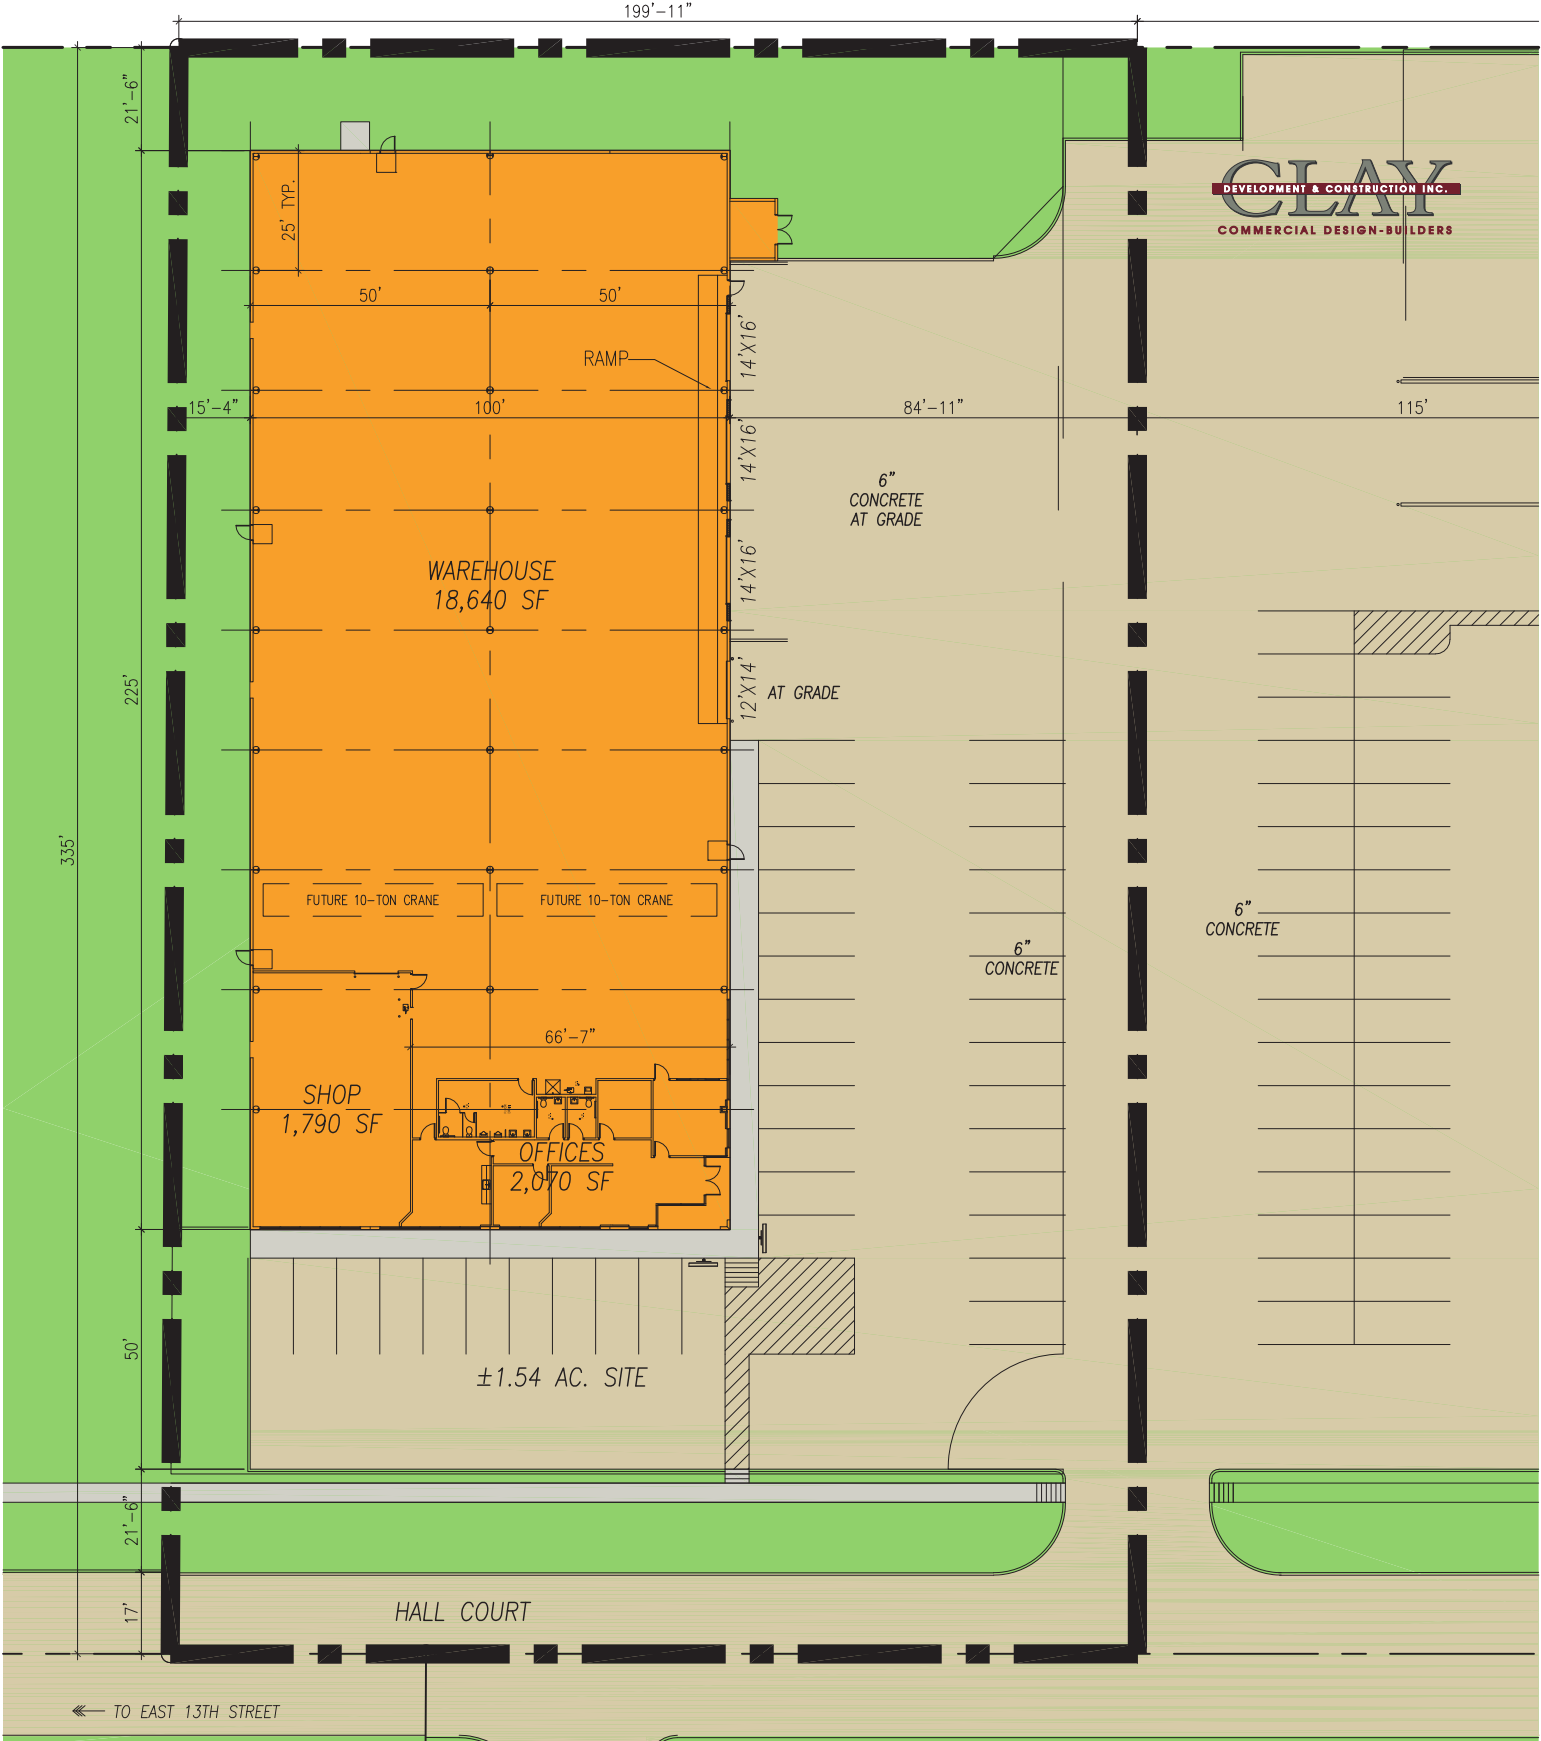 199'-11"
21'-6"
CLAY
DEVELOPMENT & CONSTRUCTION INC.
COMMERCIAL DESIGN-BUILDERS
25' TYP.
50'
50'
14'X16'
RAMP
15'-4"
100'
84'-11"
115'
14'X16'
6"
CONCRETE
AT GRADE
14'X16'
WAREHOUSE
18,640 SF
225'
12'X14'
AT GRADE
335'
FUTURE 10-TON CRANE
FUTURE 10-TON CRANE
6"
CONCRETE
6"
CONCRETE
66'-7"
SHOP
1,790 SF
OFFICES
2,070 SF
50'
±1.54 AC. SITE
21'-6"
17'
HALL COURT
TO EAST 13TH STREET